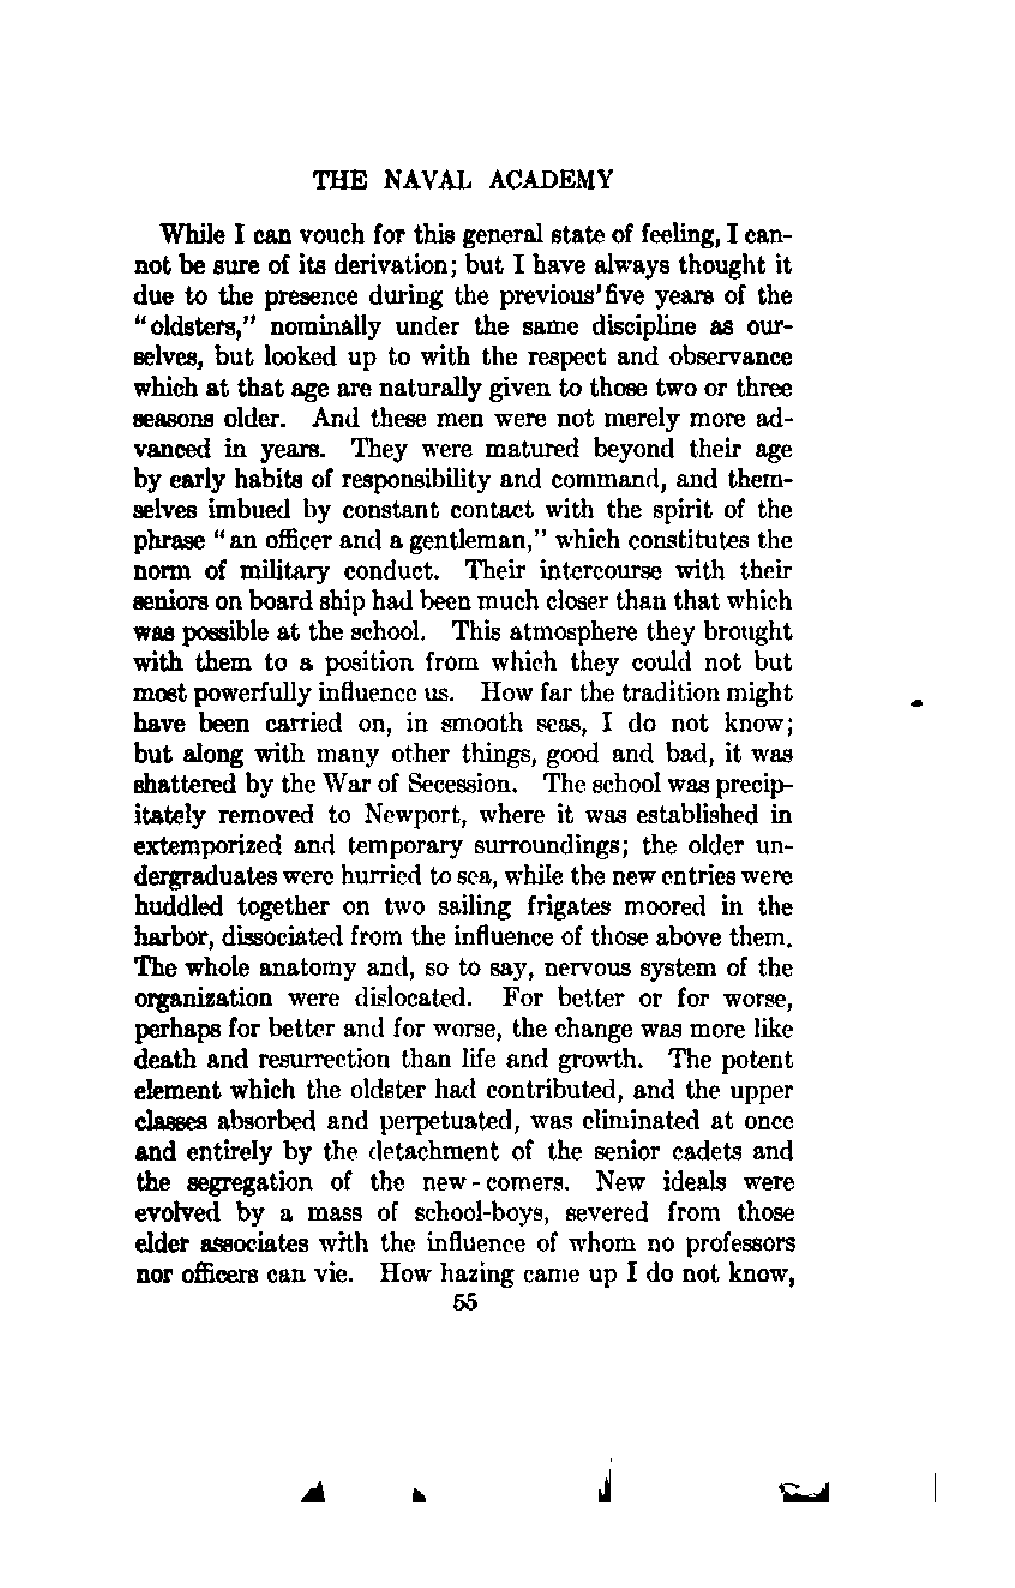 THE NAVAL ACADEMY
While I can vouch for this general state of feeling, I can-
not be sure of its derivation; but I have always thought it
due to the presence during the previous five years of the
"oldsters," nominally under the same discipline as our-
selves, but looked up to with the respect and observance
which at that age are naturally given to those two or three
seasons older. And these men were not merely more ad-
vanced in years. They were matured beyond their age
by early habits of responsibility and command, and them-
selves imbued by constant contact with the spirit of the
phrase "an officer and a gentleman," which constitutes the
norm of military conduct. Their intercourse with their
seniors on board ship had been much closer than that which
was possible at the school. This atmosphere they brought
with them to a position from which they could not but
most powerfully influence us. How far the tradition might
have been carried on, in smooth seas, I do not know;
but along with many other things, good and bad, it was
shattered by the War of Secession. The school was precip-
itately removed to Newport, where it was established in
extemporized and temporary surroundings; the older un-
dergraduates were hurried to sea, while the new entries were
huddled together on two sailing frigates moored in the
harbor, dissociated from the influence of those above them.
The whole anatomy and, so to say, nervous system of the
organization were dislocated. For better or for worse,
perhaps for better and for worse, the change was more like
death and resurrection than life and growth. The potent
element which the oldster had contributed, and the upper
classes absorbed and perpetuated, was eliminated at once
and entirely by the detachment of the senior cadets and
the segregation of the new-comers. New ideals were
evolved by a mass of school-boys, severed from those
elder associates with the influence of whom no professors
nor officers can vie. How hazing came up I do not know,
55